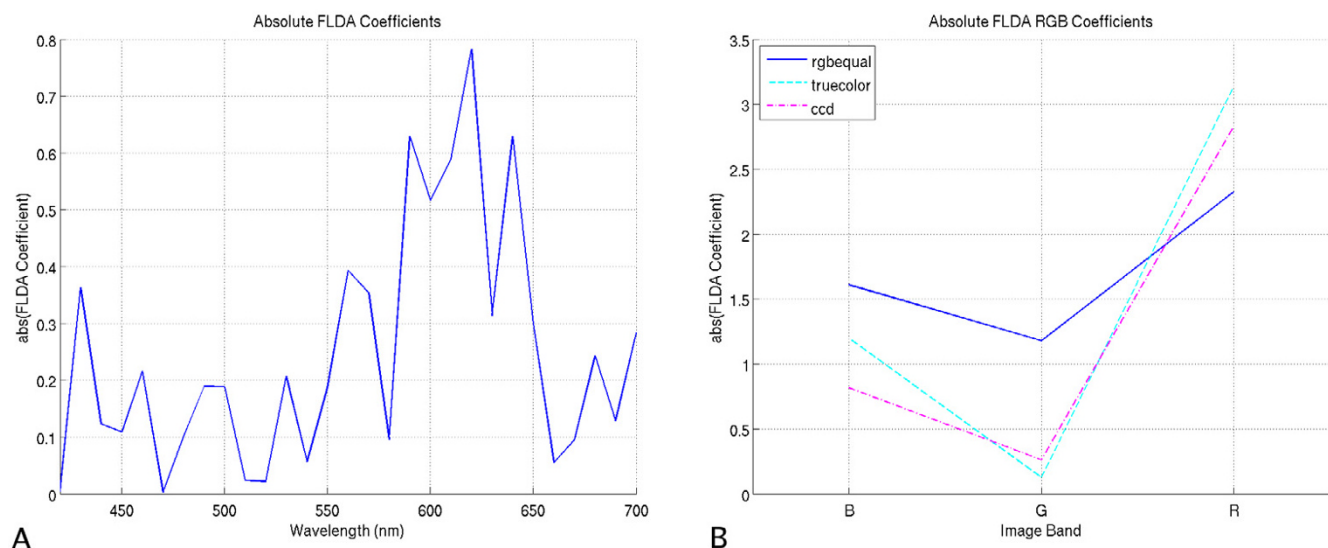 Absolute FLDA Coefficients
0.8
0.7
0.6
0.5
0.4
0.3
0.2
0.1
0
abs(FLDA Coefficient)
450
500
550
600
650
700
Wavelength (nm)
A
Absolute FLDA RGB Coefficients
3.5
3
2.5
2
1.5
1
0.5
0
abs(FLDA Coefficient)
rgbequal
truecolor
ccd
B
G
R
Image Band
B